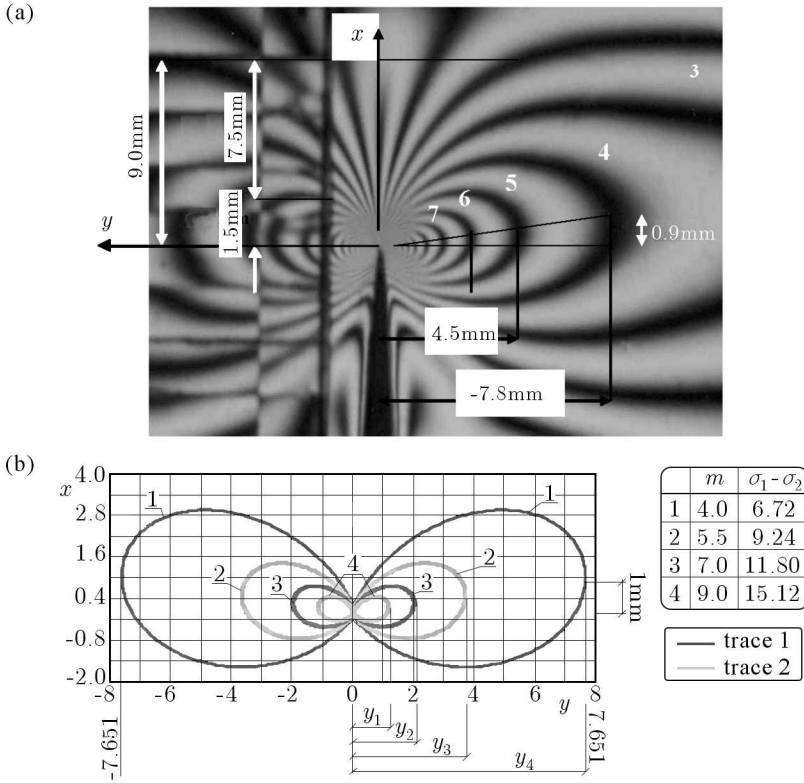 (a)
x
3
9.0mm
7.5mm
4
5
6
7
y
1.5mm
0.9mm
4.5mm
-7.8mm
(b)
4.0
x
2.8
1.6
0.4
-0.8
-2.0
1 1
2 4 2
3 3
1mm
-8 -6 -4 -2 0 2 4 y 6 8
-7.651
7.651
y1
y2
y3
y4
m σ1-σ2
1 4.0 6.72
2 5.5 9.24
3 7.0 11.80
4 9.0 15.12
trace 1
trace 2